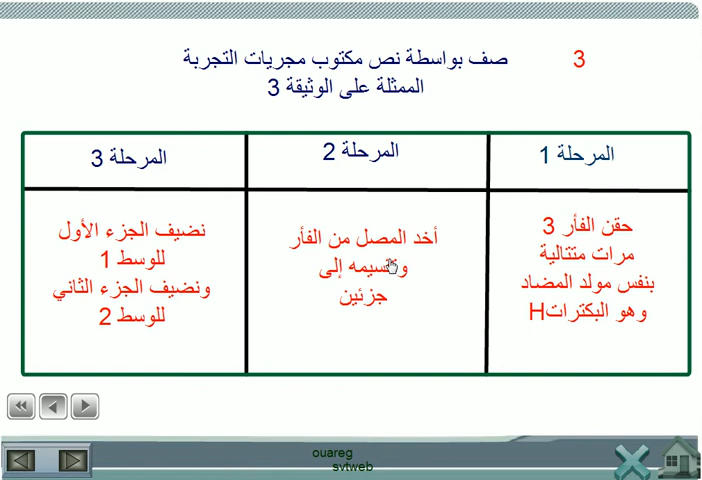 3 صف بواسطة نص مكتوب مجريات التجربة
الممثلة على الوثيقة 3
المرحلة 1
حقن الفأر 3
مرات متتالية
بنفس مولد المضاد
وهو البكتراتH
المرحلة 2
أخد المصل من الفأر
وتقسيمه إلى
جزئين
المرحلة 3
نضيف الجزء الأول
للوسط 1
ونضيف الجزء الثاني
للوسط 2
ouareg
svtweb